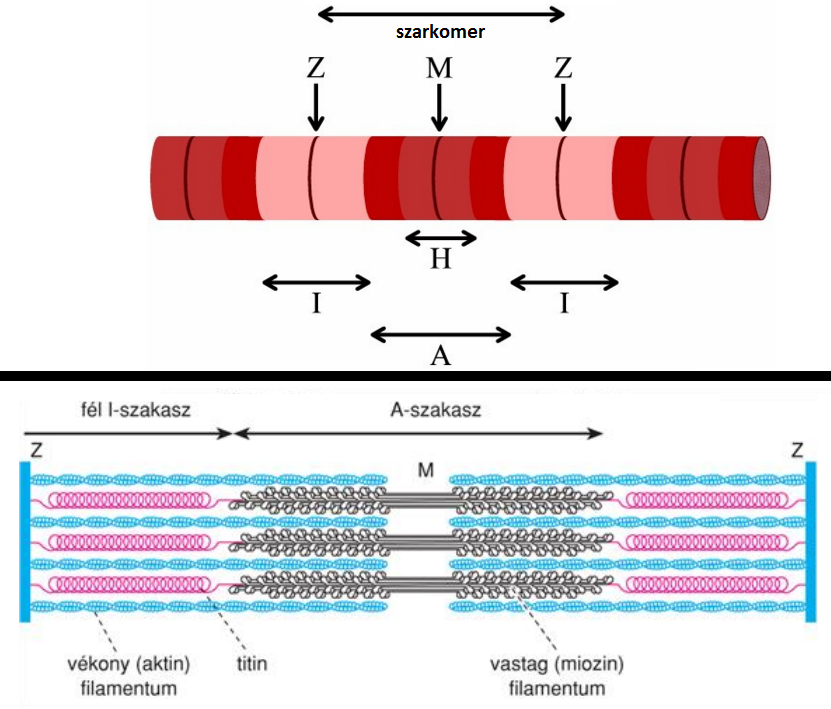 szarkomer
Z M Z
H
I I
A
fél I-szakasz A-szakasz
Z M Z
vékony (aktin) titin vastag (miozin)
filamentum filamentum